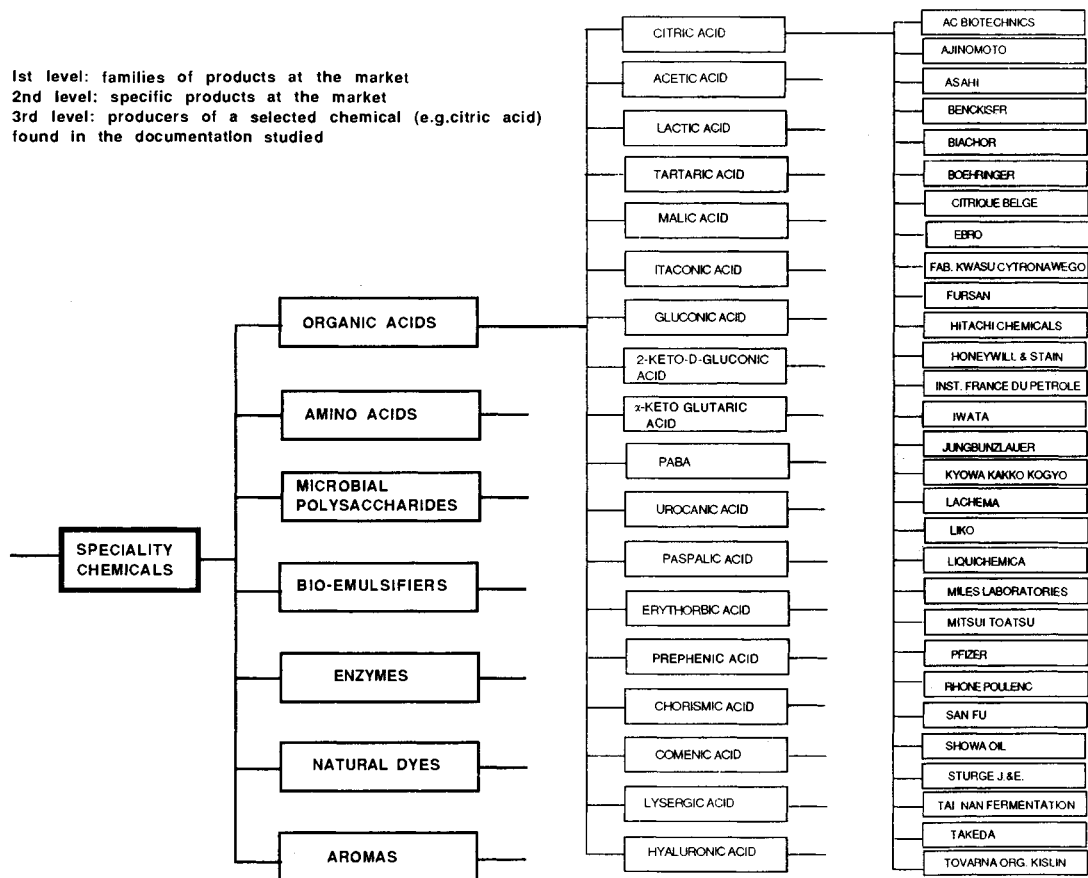 1st level: families of products at the market
2nd level: specific products at the market
3rd level: producers of a selected chemical (e.g.citric acid)
found in the documentation studied
SPECIALITY
CHEMICALS
ORGANIC ACIDS
AMINO ACIDS
MICROBIAL
POLYSACCHARIDES
BIO-EMULSIFIERS
ENZYMES
NATURAL DYES
AROMAS
CITRIC ACID
ACETIC ACID
LACTIC ACID
TARTARIC ACID
MALIC ACID
ITACONIC ACID
GLUCONIC ACID
2-KETO-D-GLUCONIC
ACID
α-KETO GLUTARIC
ACID
PABA
UROCANIC ACID
PASPALIC ACID
ERYTHORBIC ACID
PREPHENIC ACID
CHORISMIC ACID
COMENIC ACID
LYSERGIC ACID
HYALURONIC ACID
AC BIOTECHNICS
AJINOMOTO
ASAHI
BENCKISFR
BIACHOR
BOEHRINGER
CITRIQUE BELGE
EBRO
FAB. KWASU CYTRONAWEGO
FURSAN
HITACHI CHEMICALS
HONEYWILL & STAIN
INST. FRANCE DU PETROLE
IWATA
JUNGBUNZLAUER
KYOWA KAKKO KOGYO
LACHEMA
LIKO
LIQUICHEMICA
MILES LABORATORIES
MITSUI TOATSU
PFIZER
RHONE POULENC
SAN FU
SHOWA OIL
STURGE J.&E.
TAI NAN FERMENTATION
TAKEDA
TOVARNA ORG. KISLIN